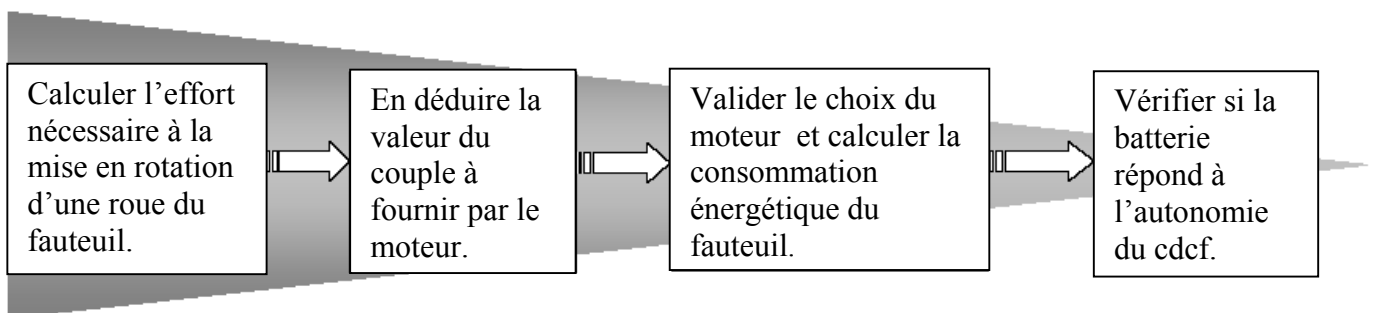 Calculer l’effort
nécessaire à la
mise en rotation
d’une roue du
fauteuil.
En déduire la
valeur du
couple à
fournir par le
moteur.
Valider le choix du
moteur et calculer la
consommation
énergétique du
fauteuil.
Vérifier si la
batterie
répond à
l’autonomie
du cdcf.